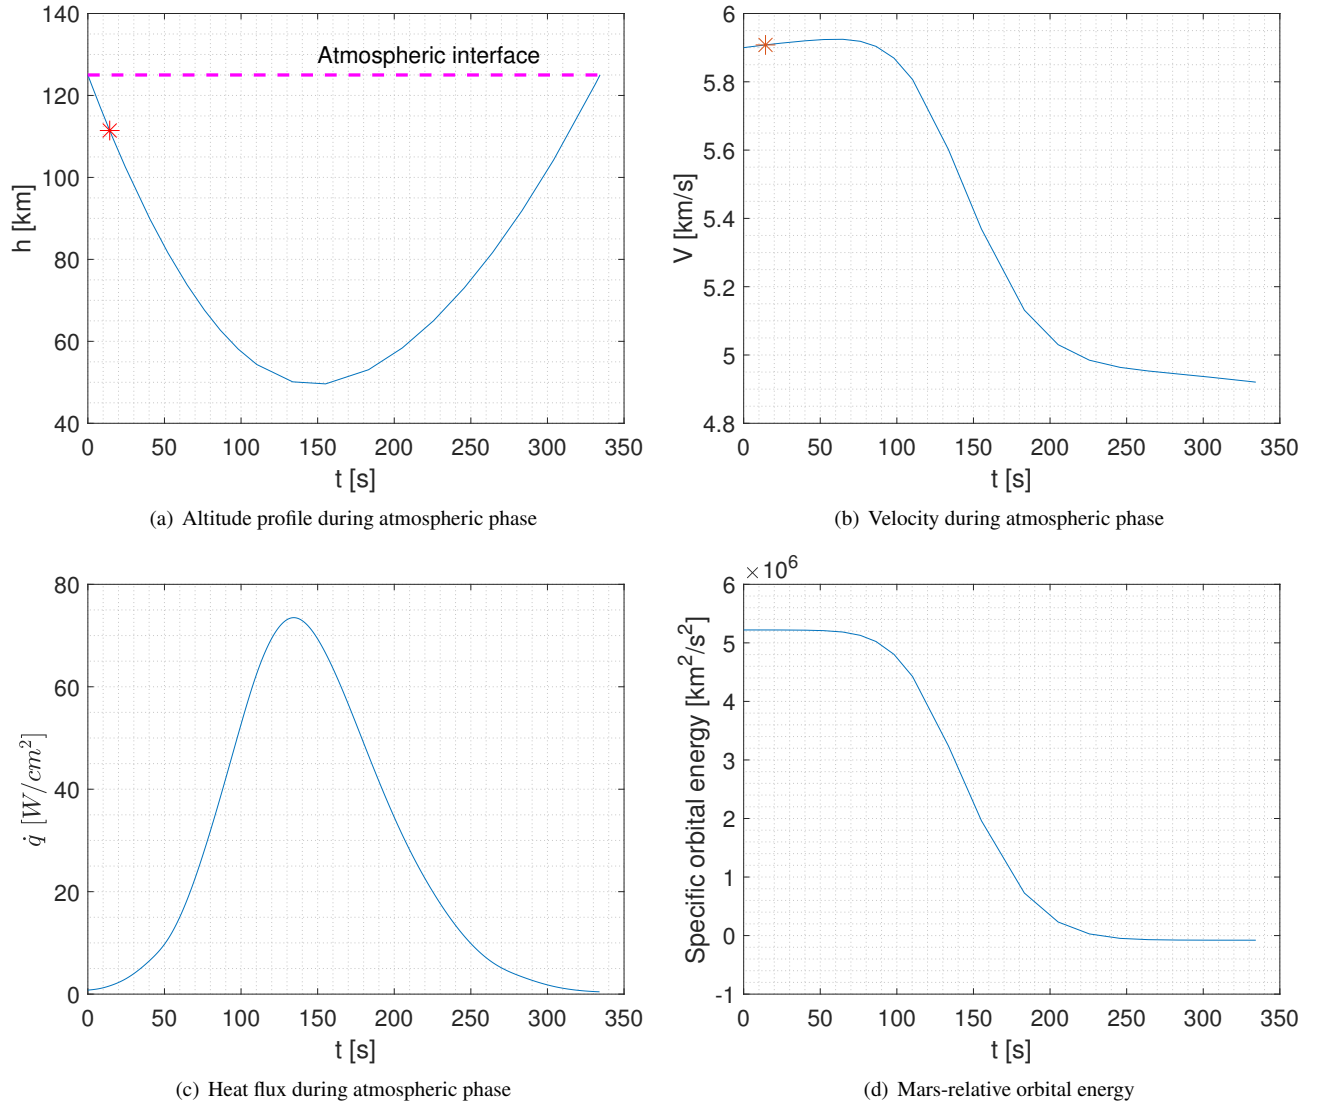 140
120
100
80
60
40
h [km]
Atmospheric interface
0 50 100 150 200 250 300 350
t [s]
(a) Altitude profile during atmospheric phase
6
5.8
5.6
5.4
5.2
5
4.8
V [km/s]
0 50 100 150 200 250 300 350
t [s]
(b) Velocity during atmospheric phase
80
60
40
20
0
q̇ [W/cm²]
0 50 100 150 200 250 300 350
t [s]
(c) Heat flux during atmospheric phase
×10⁶
6
5
4
3
2
1
0
-1
Specific orbital energy [km²/s²]
0 50 100 150 200 250 300 350
t [s]
(d) Mars-relative orbital energy